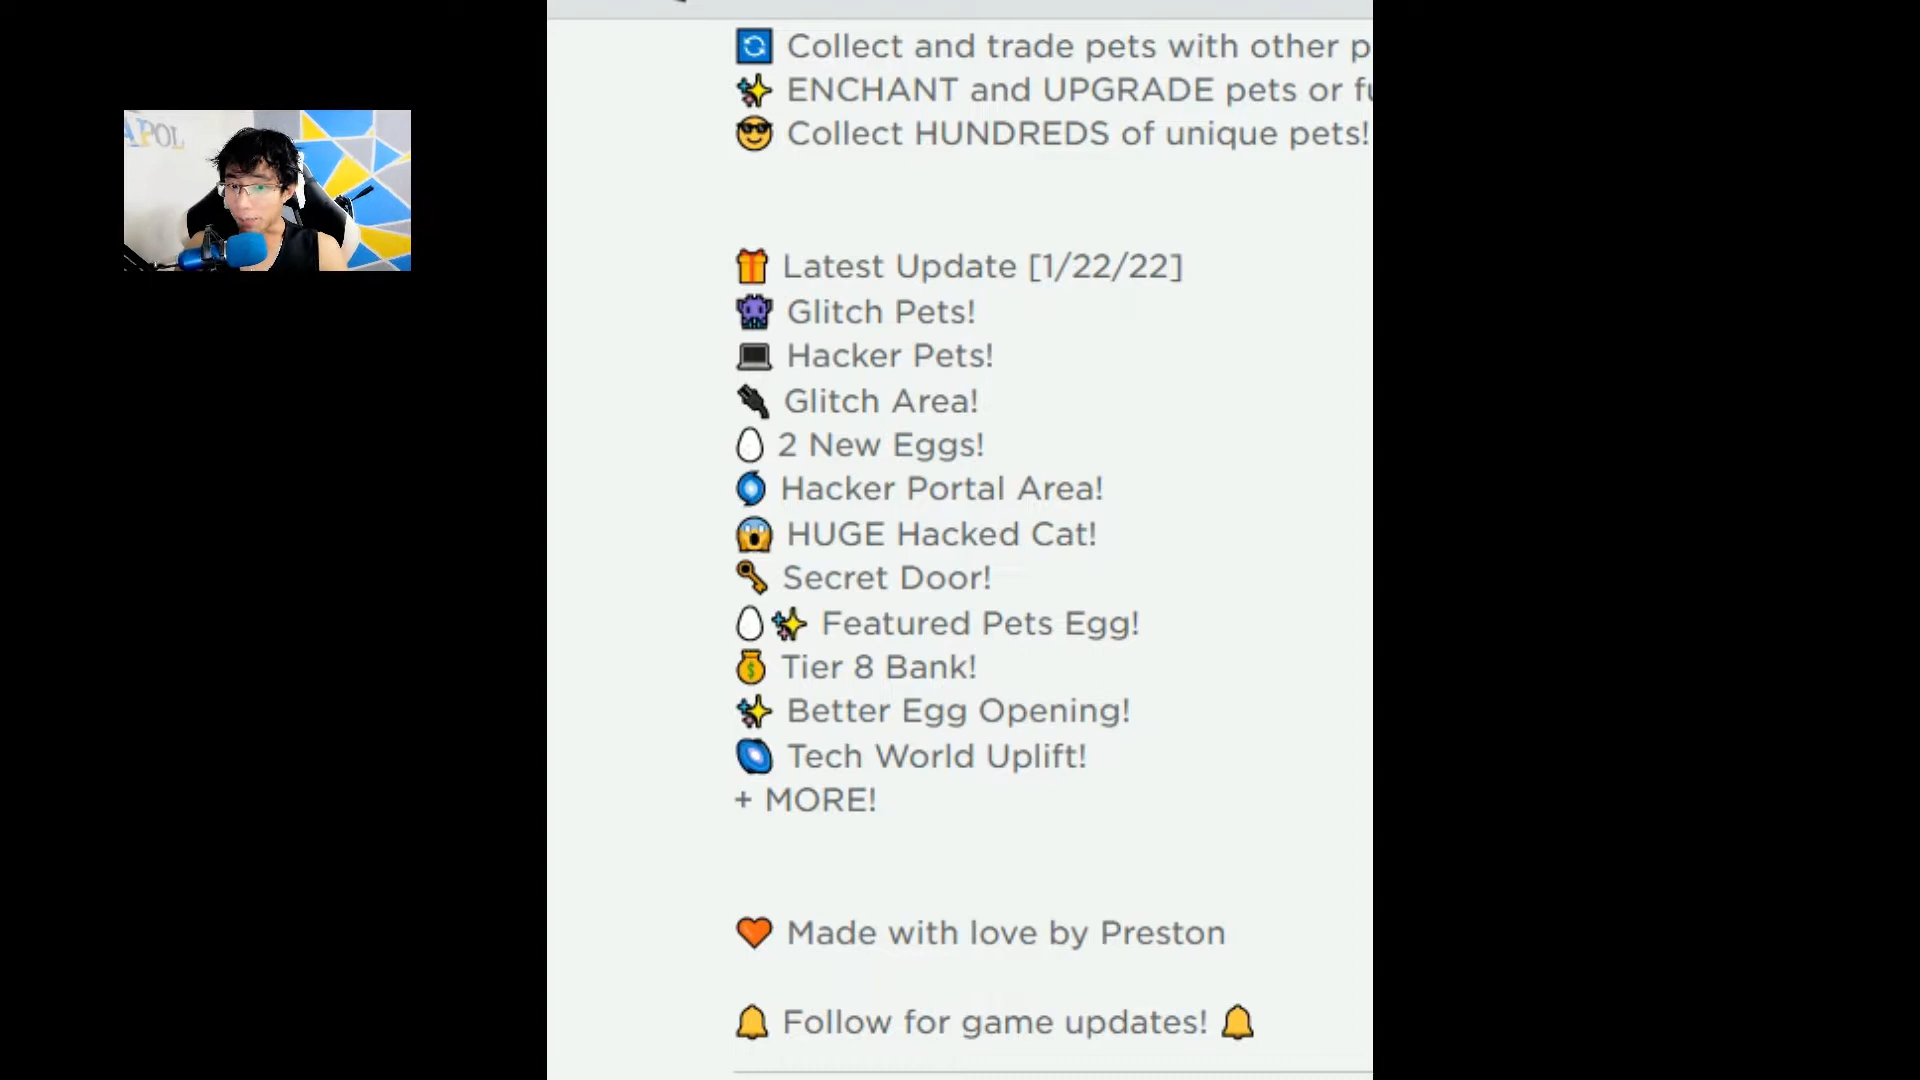 APOL
Collect and trade pets with other p
ENCHANT and UPGRADE pets or fu
Collect HUNDREDS of unique pets!
Latest Update [1/22/22]
Glitch Pets!
Hacker Pets!
Glitch Area!
2 New Eggs!
Hacker Portal Area!
HUGE Hacked Cat!
Secret Door!
Featured Pets Egg!
Tier 8 Bank!
Better Egg Opening!
Tech World Uplift!
+ MORE!
Made with love by Preston
Follow for game updates!